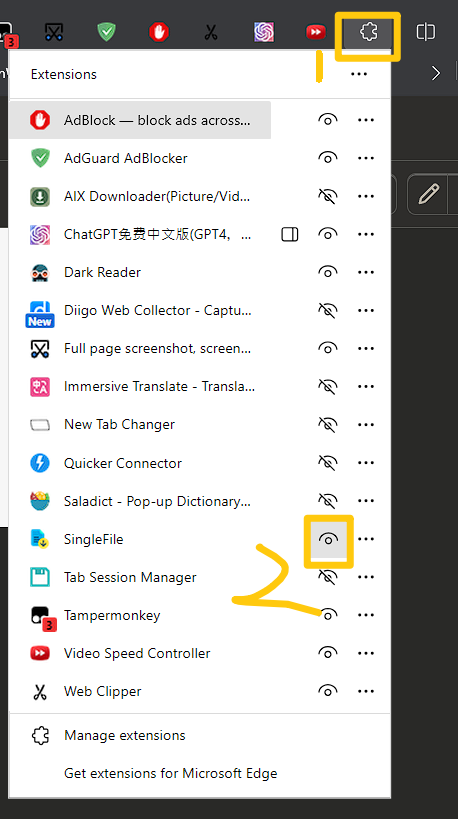 3
Extensions
AdBlock — block ads across...
AdGuard AdBlocker
AIX Downloader(Picture/Vid...
ChatGPT免费中文版(GPT4, ...
Dark Reader
Diigo Web Collector - Captu...
New
Full page screenshot, screen...
Immersive Translate - Transla...
New Tab Changer
Quicker Connector
Saladict - Pop-up Dictionary...
SingleFile
Tab Session Manager
Tampermonkey
3
Video Speed Controller
Web Clipper
Manage extensions
Get extensions for Microsoft Edge
1
2